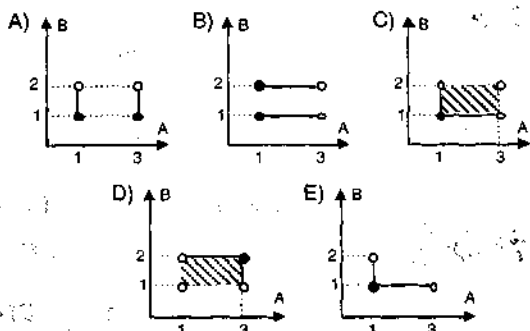 A) B 2 1 A 1 3
B) B 2 1 A 1 3
C) B 2 1 A 1 3
D) B 2 1 A 1 3
E) B 2 1 A 1 3